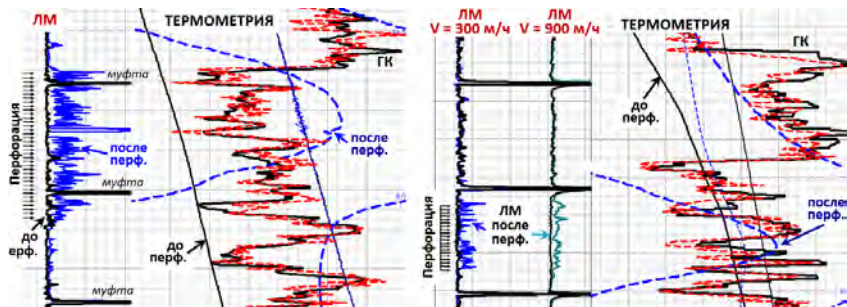 ЛМ
ТЕРМОМЕТРИЯ
ГК
муфта
Перфорация
после
перф.
после
перф.
муфта
до
ерф.
до
перф.
муфта
ЛМ
V = 300 м/ч
ЛМ
V = 900 м/ч
ТЕРМОМЕТРИЯ
ГК
до
перф.
Перфорация
ЛМ
после
перф.
после
перф..